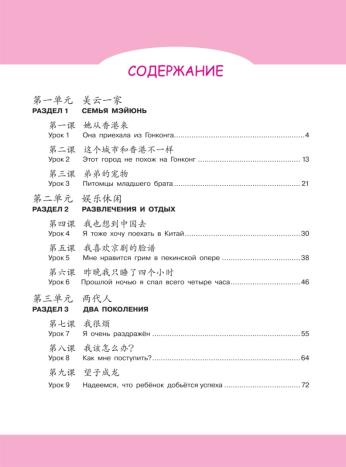 СОДЕРЖАНИЕ
第一单元 美云一家
РАЗДЕЛ 1 СЕМЬЯ МЭЙЮНЬ
第一课 她从香港来
Урок 1 Она приехала из Гонконга 4
第二课 这个城市和香港不一样
Урок 2 Этот город не похож на Гонконг 13
第三课 弟弟的宠物
Урок 3 Питомцы младшего брата 21
第二单元 娱乐休闲
РАЗДЕЛ 2 РАЗВЛЕЧЕНИЯ И ОТДЫХ
第四课 我也想到中国去
Урок 4 Я тоже хочу поехать в Китай 30
第五课 我喜欢京剧的脸谱
Урок 5 Мне нравится грим в пекинской опере 38
第六课 昨晚我只睡了四个小时
Урок 6 Прошлой ночью я спал всего четыре часа 46
第三单元 两代人
РАЗДЕЛ 3 ДВА ПОКОЛЕНИЯ
第七课 我很烦
Урок 7 Я очень раздражён 55
第八课 我该怎么办?
Урок 8 Как мне поступить? 64
第九课 望子成龙
Урок 9 Надеемся, что ребёнок добьётся успеха 72